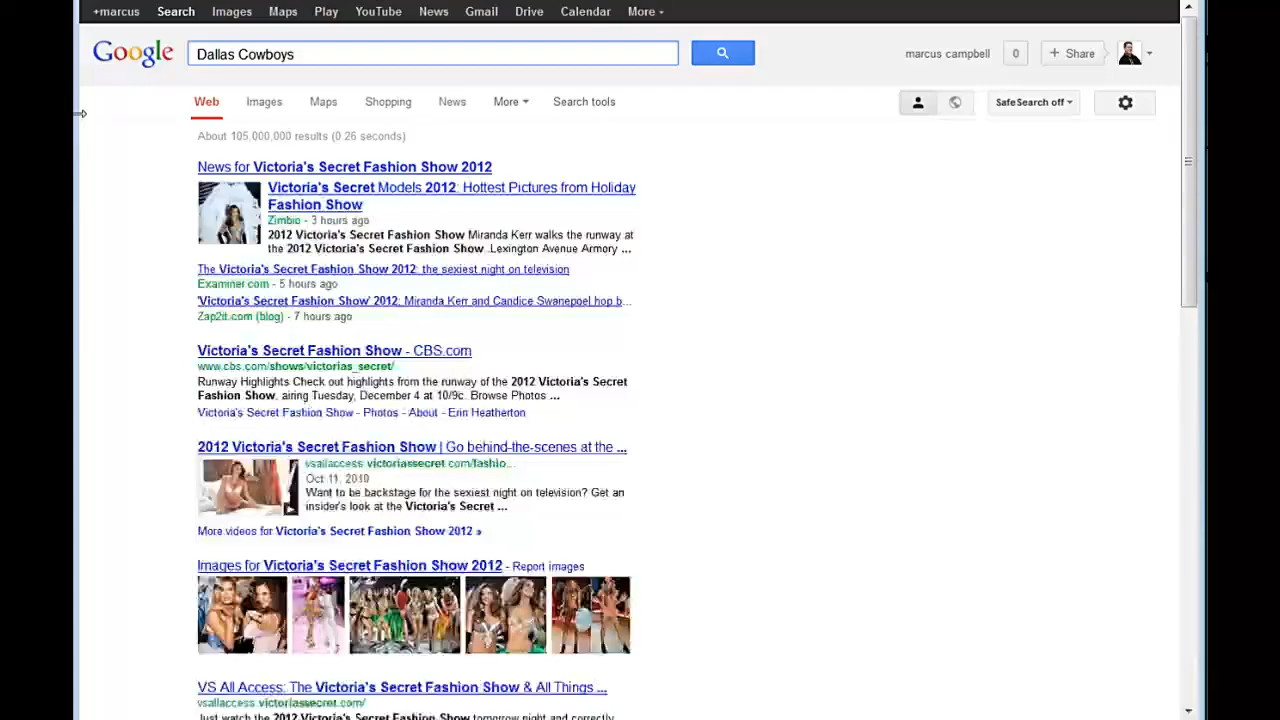 +marcus Search Images Maps Play YouTube News Gmail Drive Calendar More
Google Dallas Cowboys marcus campbell 0 + Share
Web Images Maps Shopping News More Search tools SafeSearch off
About 105,000,000 results (0.26 seconds)
News for Victoria's Secret Fashion Show 2012
Victoria's Secret Models 2012: Hottest Pictures from Holiday
Fashion Show
Zimbio - 3 hours ago
2012 Victoria's Secret Fashion Show Miranda Kerr walks the runway at
the 2012 Victoria's Secret Fashion Show .Lexington Avenue Armory ...
The Victoria's Secret Fashion Show 2012: the sexiest night on television
Examiner.com - 5 hours ago
'Victoria's Secret Fashion Show' 2012: Miranda Kerr and Candice Swanepoel hop b...
Zap2it.com (blog) - 7 hours ago
Victoria's Secret Fashion Show - CBS.com
www.cbs.com/shows/victorias_secret/
Runway Highlights Check out highlights from the runway of the 2012 Victoria's Secret
Fashion Show, airing Tuesday, December 4 at 10/9c. Browse Photos ...
Victoria's Secret Fashion Show - Photos - About - Erin Heatherton
2012 Victoria's Secret Fashion Show | Go behind-the-scenes at the ...
vsallaccess.victoriassecret.com/fashio...
Oct 11, 2010
Want to be backstage for the sexiest night on television? Get an
insider's look at the Victoria's Secret ...
More videos for Victoria's Secret Fashion Show 2012 »
Images for Victoria's Secret Fashion Show 2012 - Report images
VS All Access: The Victoria's Secret Fashion Show & All Things ...
vsallaccess.victoriassecret.com/
Just watch the 2012 Victoria's Secret Fashion Show tomorrow night and correctly